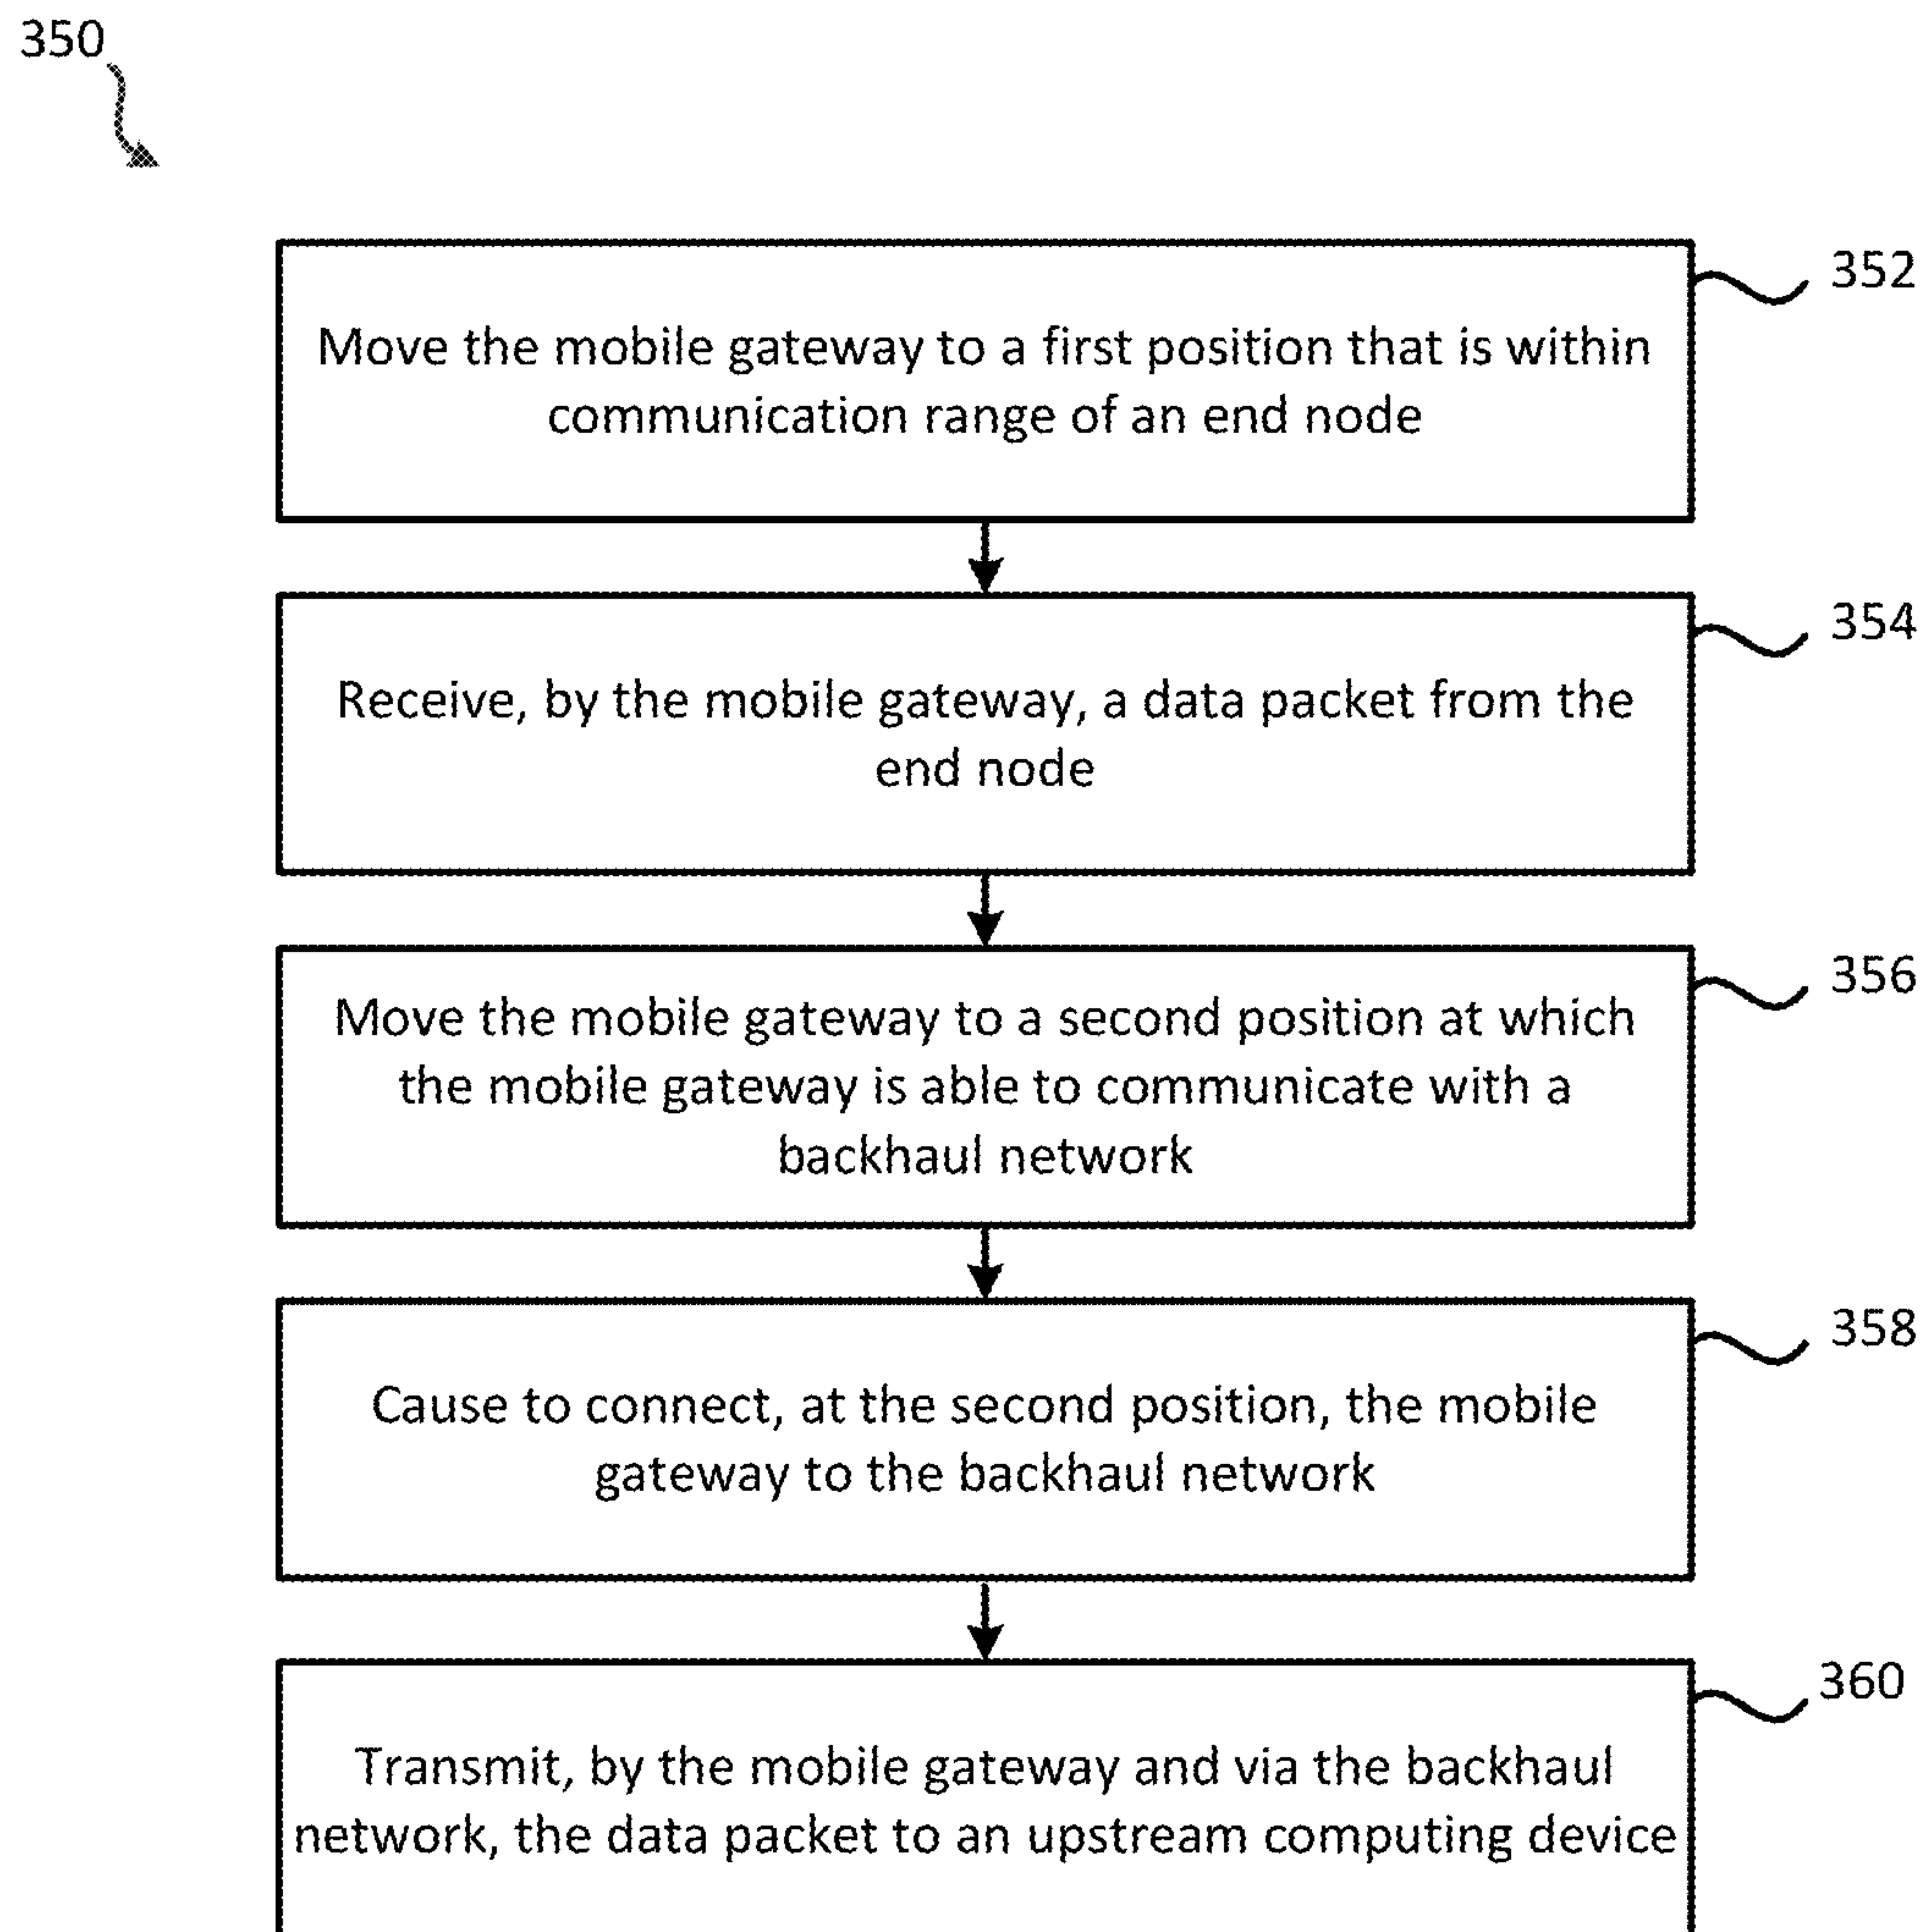 350
352
Move the mobile gateway to a first position that is within
communication range of an end node
354
Receive, by the mobile gateway, a data packet from the
end node
356
Move the mobile gateway to a second position at which
the mobile gateway is able to communicate with a
backhaul network
358
Cause to connect, at the second position, the mobile
gateway to the backhaul network
360
Transmit, by the mobile gateway and via the backhaul
network, the data packet to an upstream computing device